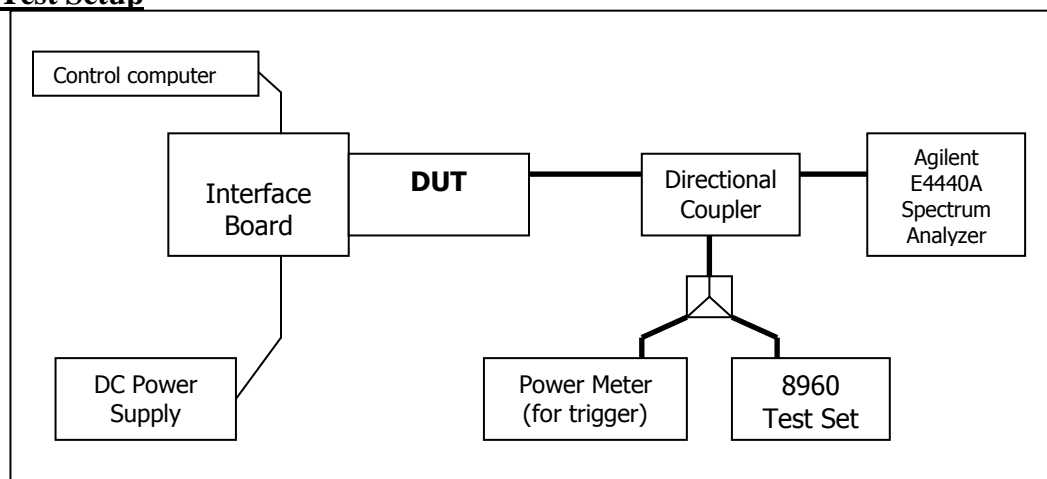 Test Setup
Control computer
Interface
Board
DUT
Directional
Coupler
Agilent
E4440A
Spectrum
Analyzer
DC Power
Supply
Power Meter
(for trigger)
8960
Test Set